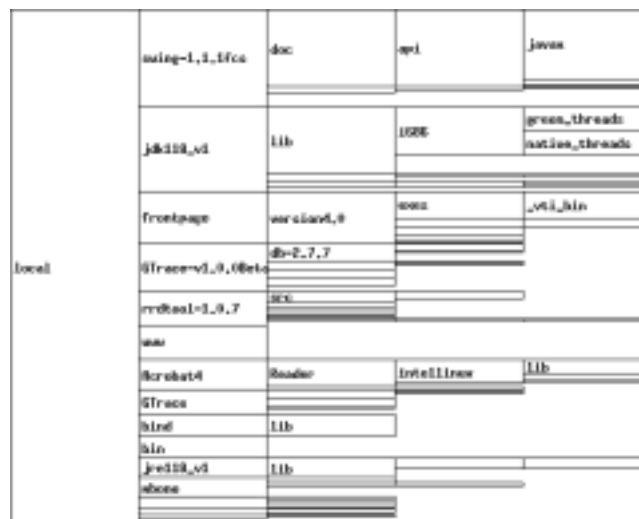 local
swing-1.1.1fcs
doc
api
javax
jdk118_v1
lib
i686
green_threads
native_threads
frontpage
version4.0
_vti_bin
GTrace-v1.0.0Beta
db-2.7.7
rrdtool-1.0.7
src
www
Acrobat4
Reader
intellinux
lib
GTrace
bind
lib
bin
jre118_v1
lib
mbone